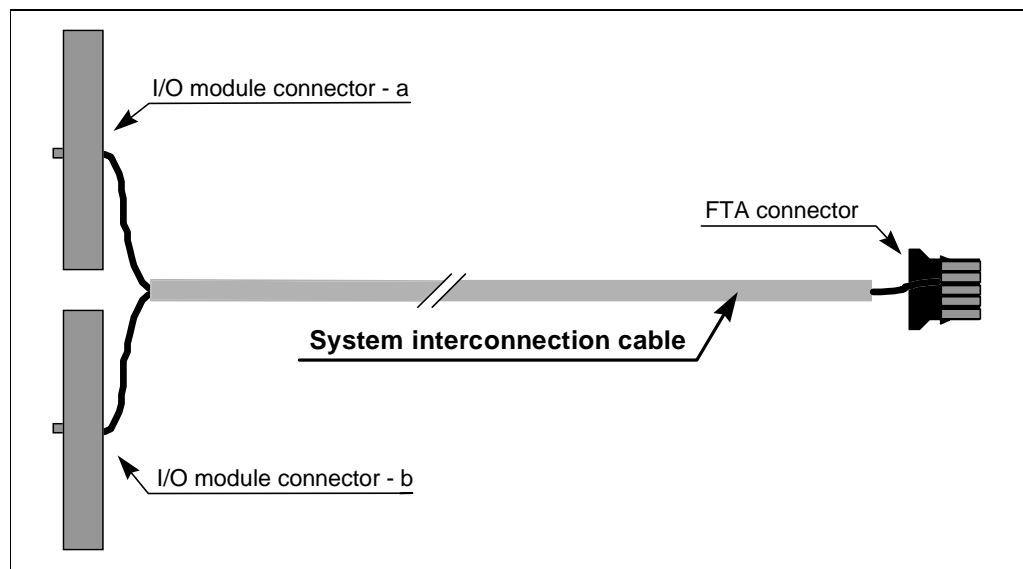 I/O module connector - a
FTA connector
System interconnection cable
I/O module connector - b